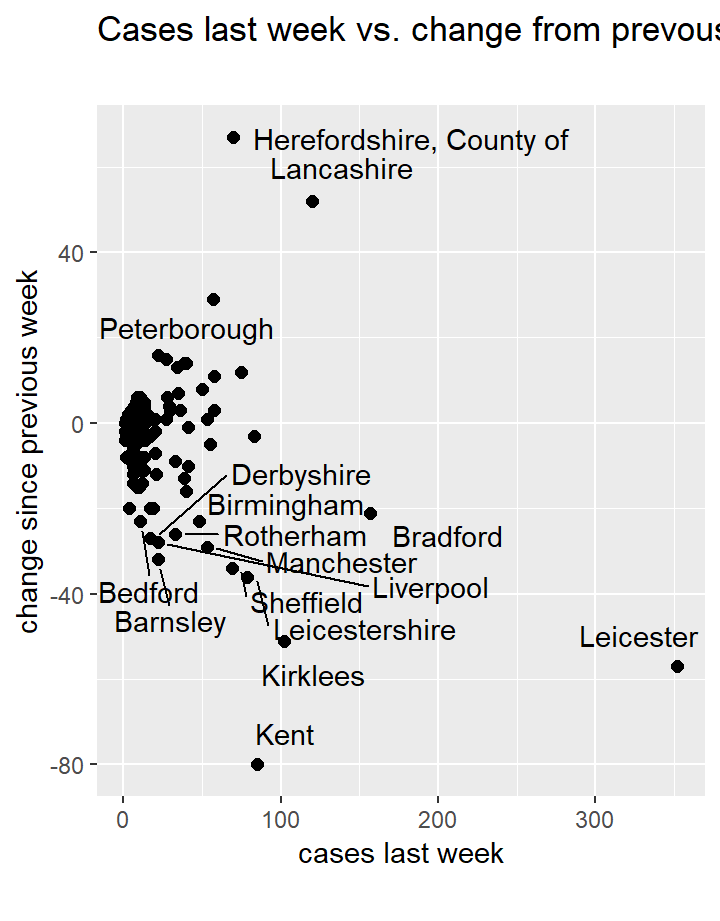 Cases last week vs. change from prevous
Herefordshire, County of
Lancashire
40
Peterborough
0
Derbyshire
Birmingham
Rotherham
Bradford
Manchester
-40
Bedford
Liverpool
Sheffield
Barnsley
Leicestershire
Leicester
Kirklees
Kent
-80
0 100 200 300
cases last week
change since previous week